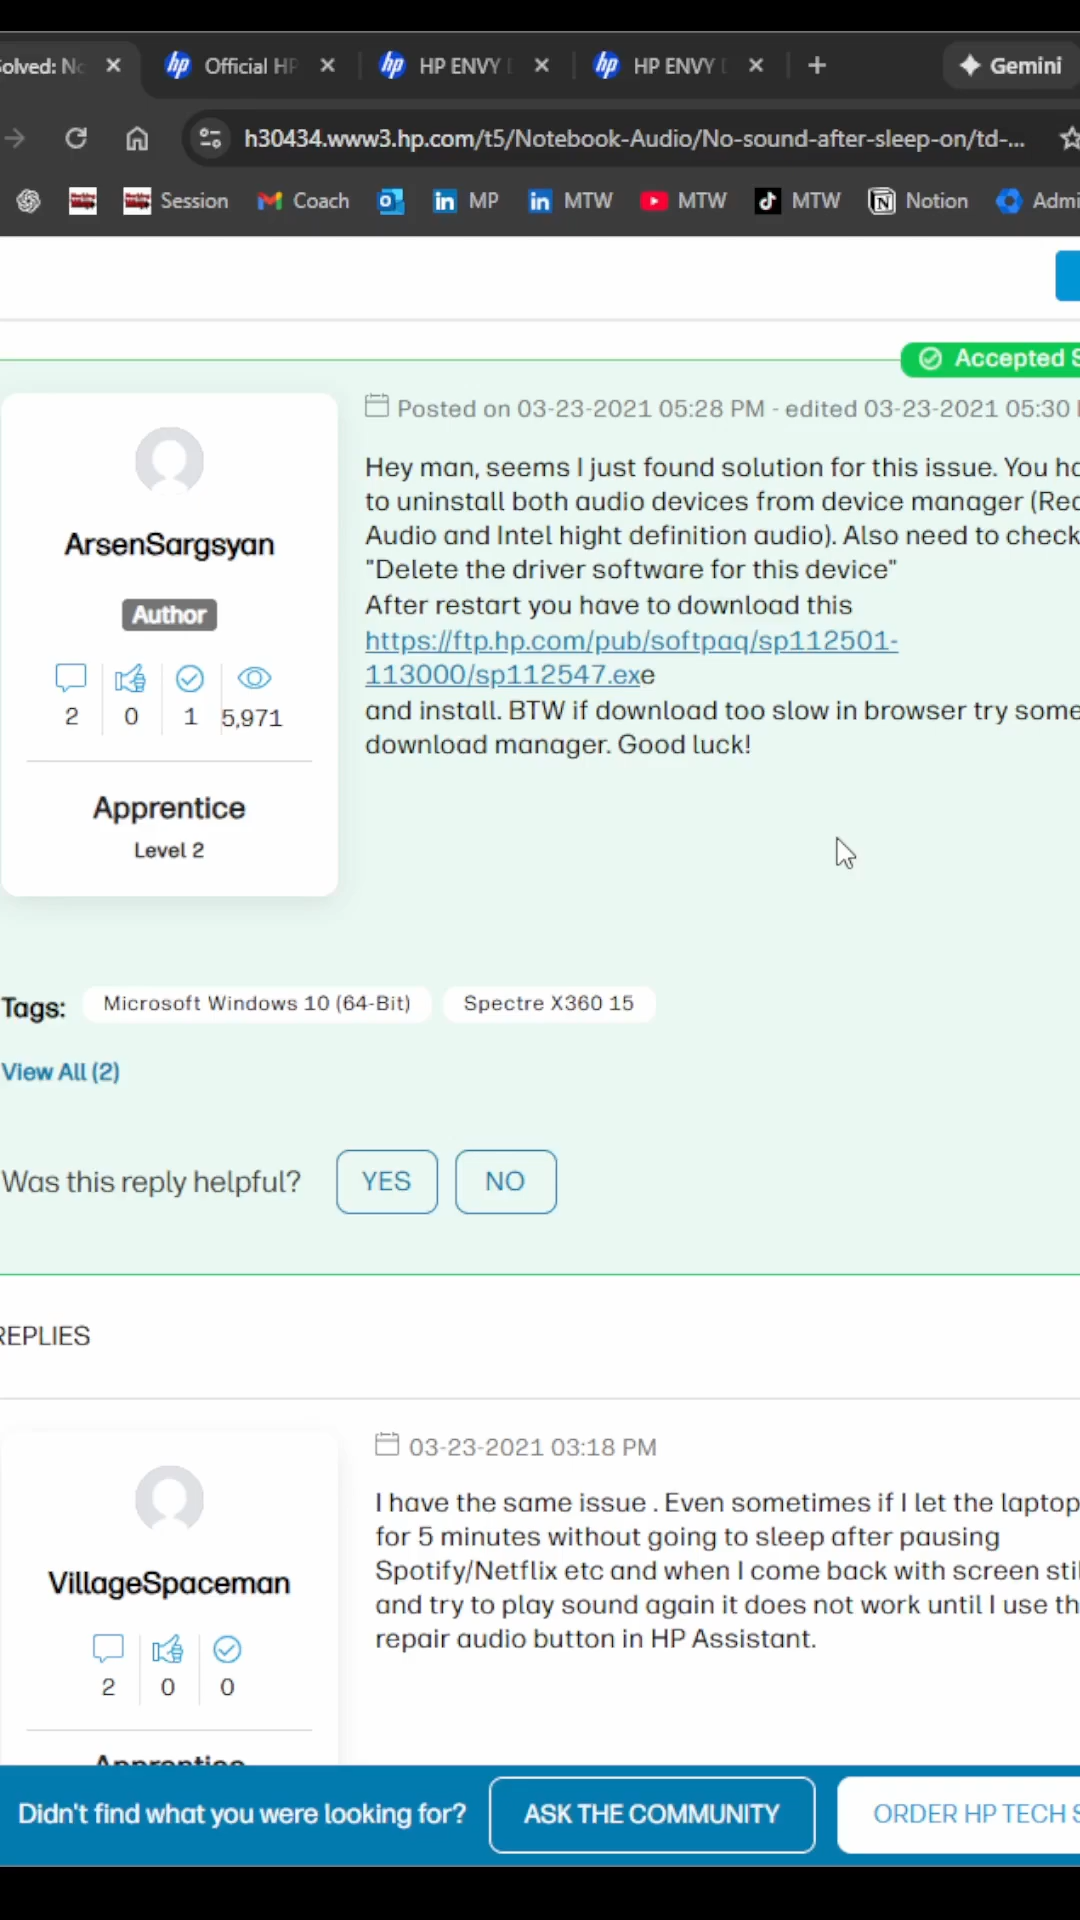 Solved: No
Official HP
HP ENVY
HP ENVY
Gemini
h30434.www3.hp.com/t5/Notebook-Audio/No-sound-after-sleep-on/td-...
Session
Coach
MP
MTW
MTW
MTW
Notion
Admi
Accepted S
Posted on 03-23-2021 05:28 PM - edited 03-23-2021 05:30
Hey man, seems I just found solution for this issue. You ha
to uninstall both audio devices from device manager (Rea
Audio and Intel hight definition audio). Also need to check
"Delete the driver software for this device"
After restart you have to download this
https://ftp.hp.com/pub/softpaq/sp112501-
113000/sp112547.exe
and install. BTW if download too slow in browser try some
download manager. Good luck!
ArsenSargsyan
Author
2 0 1 5,971
Apprentice
Level 2
Tags: Microsoft Windows 10 (64-Bit) Spectre X360 15
View All (2)
Was this reply helpful? YES NO
REPLIES
03-23-2021 03:18 PM
I have the same issue . Even sometimes if I let the laptop
for 5 minutes without going to sleep after pausing
Spotify/Netflix etc and when I come back with screen stil
and try to play sound again it does not work until I use th
repair audio button in HP Assistant.
VillageSpaceman
2 0 0
Apprentice
Didn't find what you were looking for? ASK THE COMMUNITY ORDER HP TECH S